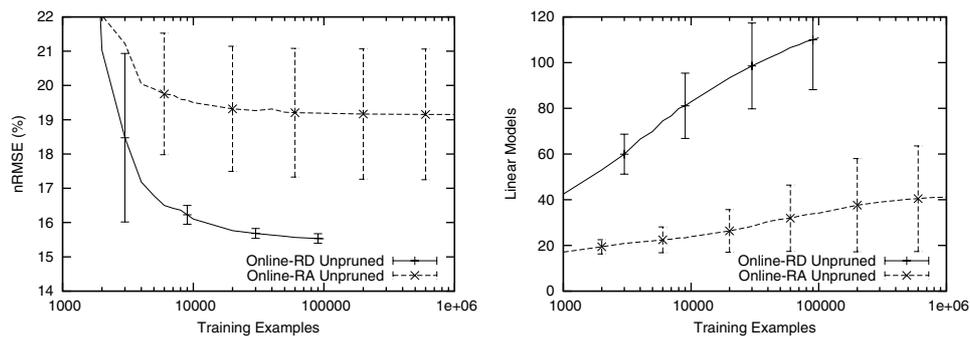 22
21
20
19
18
17
16
15
14
nRMSE (%)
1000
10000
100000
1e+06
Training Examples
Online-RD Unpruned
Online-RA Unpruned
120
100
80
60
40
20
0
Linear Models
1000
10000
100000
1e+06
Training Examples
Online-RD Unpruned
Online-RA Unpruned